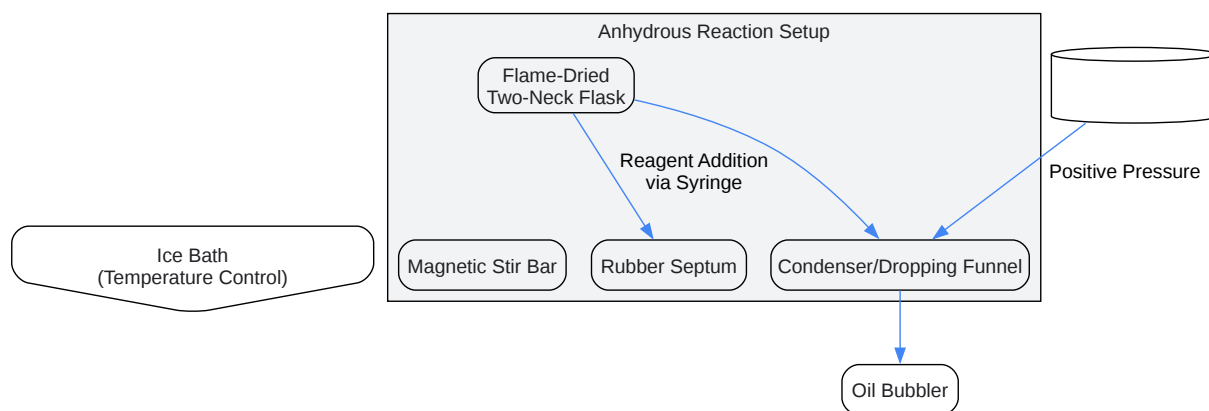 Anhydrous Reaction Setup
Flame-Dried
Two-Neck Flask
Reagent Addition
via Syringe
Positive Pressure
Ice Bath
(Temperature Control)
Magnetic Stir Bar
Rubber Septum
Condenser/Dropping Funnel
Oil Bubbler